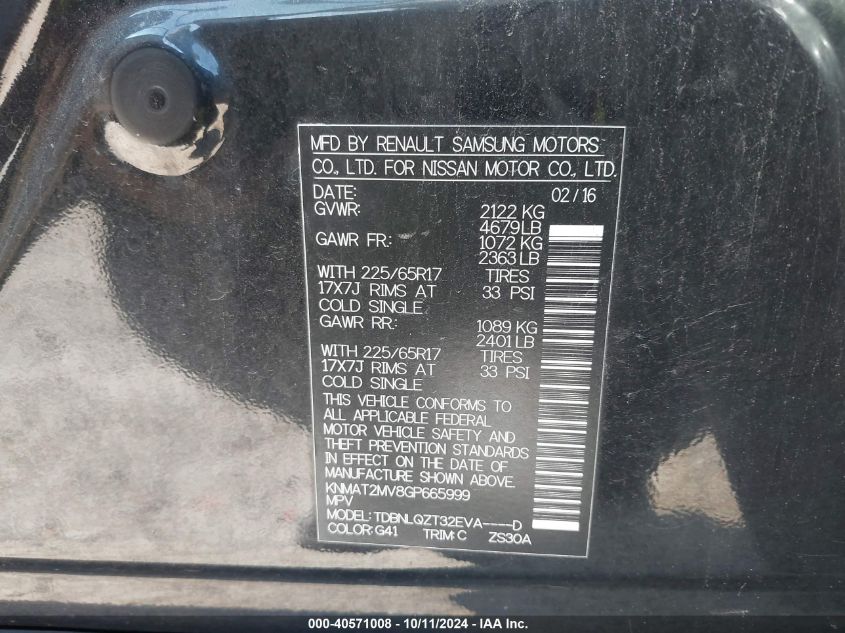 MFD BY RENAULT SAMSUNG MOTORS
CO., LTD. FOR NISSAN MOTOR CO., LTD.
DATE: 02/16
GVWR: 2122 KG
4679 LB
GAWR FR: 1072 KG
2363 LB
WITH 225/65R17 TIRES
17X7J RIMS AT 33 PSI
COLD SINGLE
GAWR RR: 1089 KG
2401 LB
WITH 225/65R17 TIRES
17X7J RIMS AT 33 PSI
COLD SINGLE
THIS VEHICLE CONFORMS TO
ALL APPLICABLE FEDERAL
MOTOR VEHICLE SAFETY AND
THEFT PREVENTION STANDARDS
IN EFFECT ON THE DATE OF
MANUFACTURE SHOWN ABOVE.
KNMAT2MV8GP665999
MPV
MODEL: TDBNLQZT32EVA----D
COLOR: G41 TRIM: C ZS30A
000-40571008 - 10/11/2024 - IAA Inc.